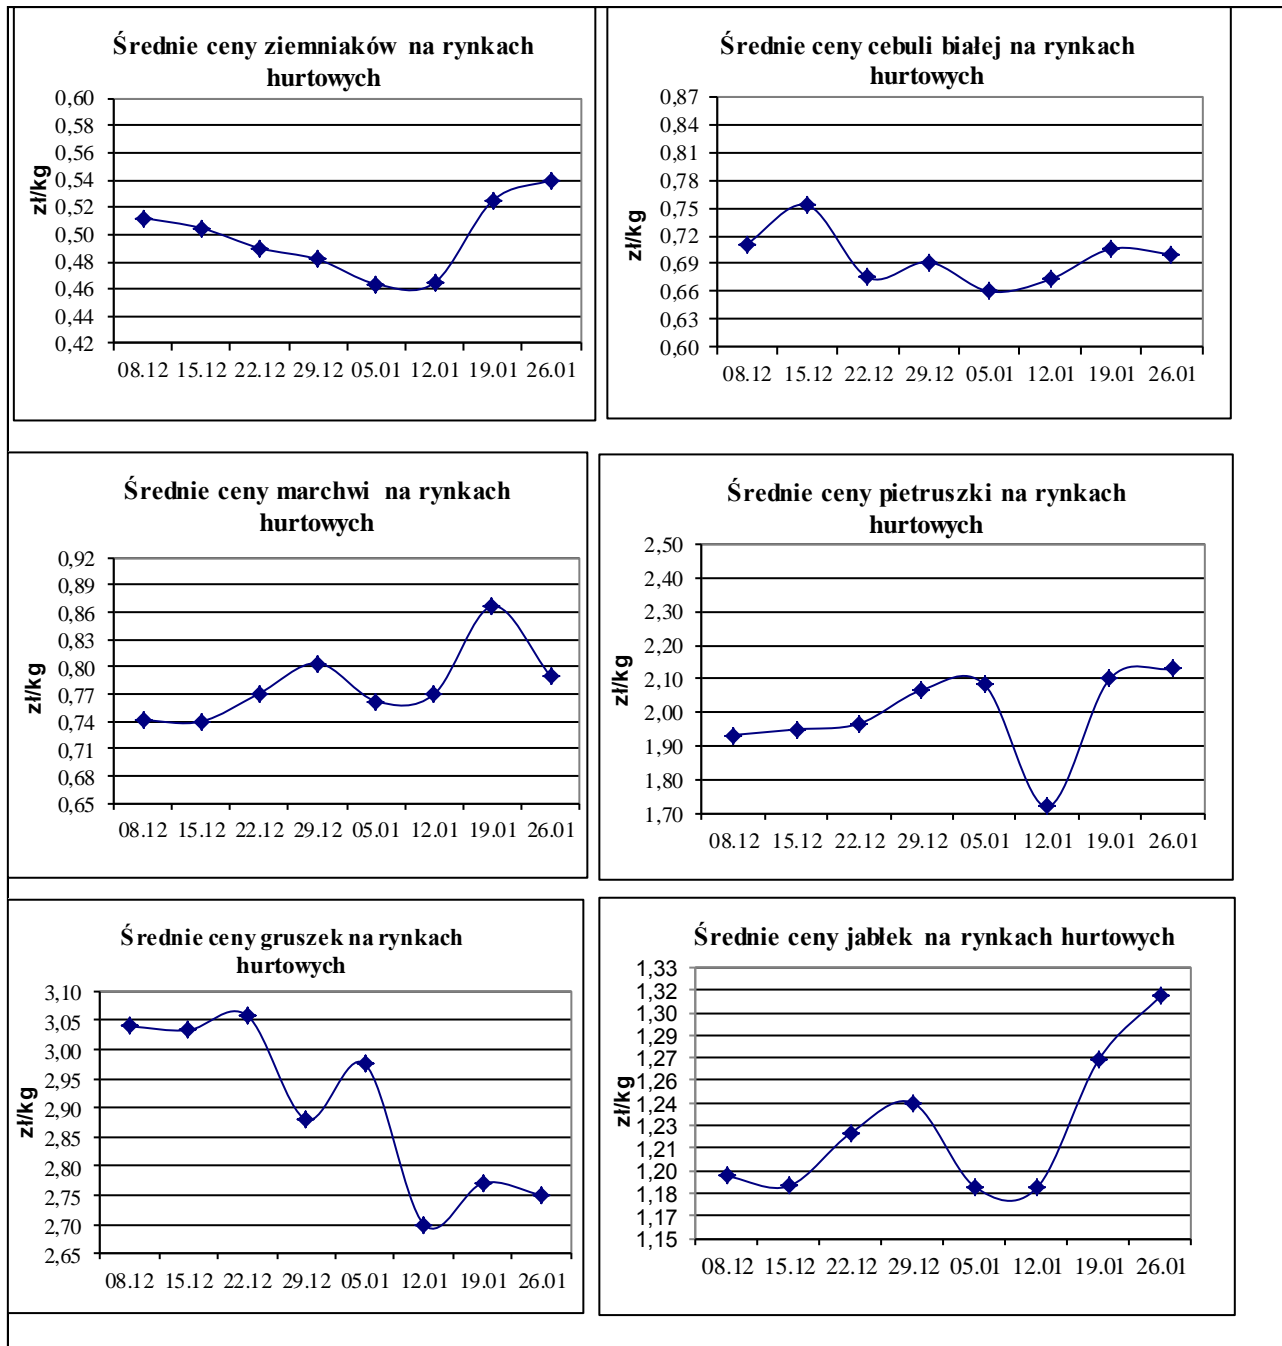 Średnie ceny ziemniaków na rynkach
hurtowych
zł/kg
0,60
0,58
0,56
0,54
0,52
0,50
0,48
0,46
0,44
0,42
08.12 15.12 22.12 29.12 05.01 12.01 19.01 26.01
Średnie ceny cebuli białej na rynkach
hurtowych
zł/kg
0,87
0,84
0,81
0,78
0,75
0,72
0,69
0,66
0,63
0,60
08.12 15.12 22.12 29.12 05.01 12.01 19.01 26.01
Średnie ceny marchwi na rynkach
hurtowych
zł/kg
0,92
0,89
0,86
0,83
0,80
0,77
0,74
0,71
0,68
0,65
08.12 15.12 22.12 29.12 05.01 12.01 19.01 26.01
Średnie ceny pietruszki na rynkach
hurtowych
zł/kg
2,50
2,40
2,30
2,20
2,10
2,00
1,90
1,80
1,70
08.12 15.12 22.12 29.12 05.01 12.01 19.01 26.01
Średnie ceny gruszek na rynkach
hurtowych
zł/kg
3,10
3,05
3,00
2,95
2,90
2,85
2,80
2,75
2,70
2,65
08.12 15.12 22.12 29.12 05.01 12.01 19.01 26.01
Średnie ceny jabłek na rynkach hurtowych
zł/kg
1,33
1,32
1,30
1,29
1,27
1,26
1,24
1,23
1,21
1,20
1,18
1,17
1,15
08.12 15.12 22.12 29.12 05.01 12.01 19.01 26.01